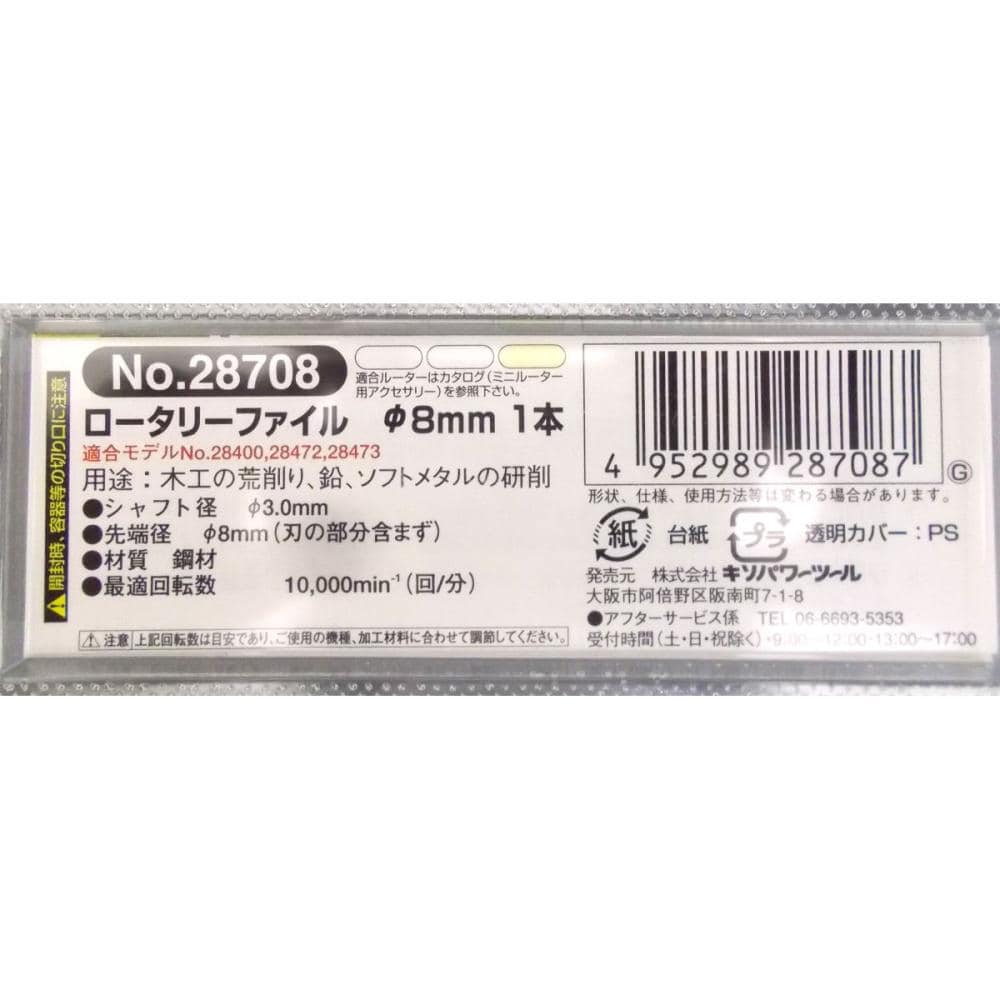 開封時、容器等の切り口に注意
No.28708
適合ルーターはカタログ(ミニルーター
用アクセサリー)を参照下さい。
ロータリーファイル φ8mm 1本
適合モデルNo.28400,28472,28473
用途：木工の荒削り、鉛、ソフトメタルの研削
●シャフト径 φ3.0mm
●先端径 φ8mm(刃の部分含まず)
●材質 鋼材
●最適回転数 10,000min⁻¹(回/分)
注意 上記回転数は目安であり、ご使用の機種、加工材料に合わせて調節してください。
4 952989 287087
G
形状、仕様、使用方法等は変わる場合があります。
紙 台紙 プラ 透明カバー：PS
発売元 株式会社 キソパワーツール
大阪市阿倍野区阪南町7-1-8
●アフターサービス係 TEL 06-6693-5353
受付時間(土・日・祝除く)・9:00〜12:00・13:00〜17:00